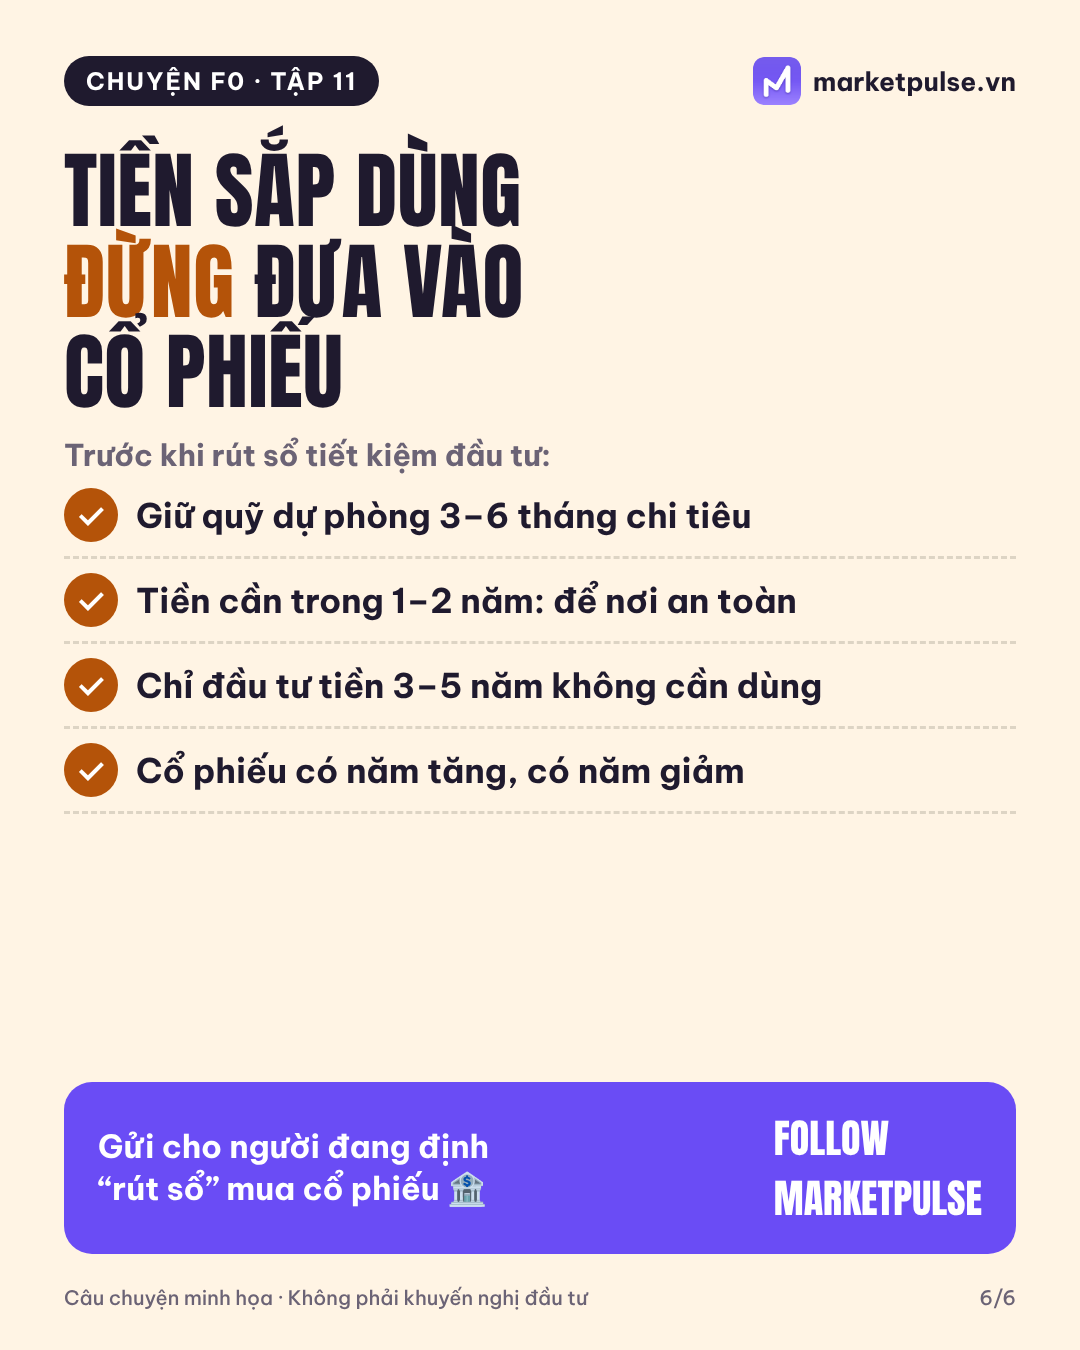 CHUYỆN F0 · TẬP 11
marketpulse.vn
TIỀN SẮP DÙNG
ĐỪNG ĐƯA VÀO
CỔ PHIẾU
Trước khi rút sổ tiết kiệm đầu tư:
Giữ quỹ dự phòng 3–6 tháng chi tiêu
Tiền cần trong 1–2 năm: để nơi an toàn
Chỉ đầu tư tiền 3–5 năm không cần dùng
Cổ phiếu có năm tăng, có năm giảm
Gửi cho người đang định
“rút sổ” mua cổ phiếu 🏦
FOLLOW
MARKETPULSE
Câu chuyện minh họa · Không phải khuyến nghị đầu tư
6/6